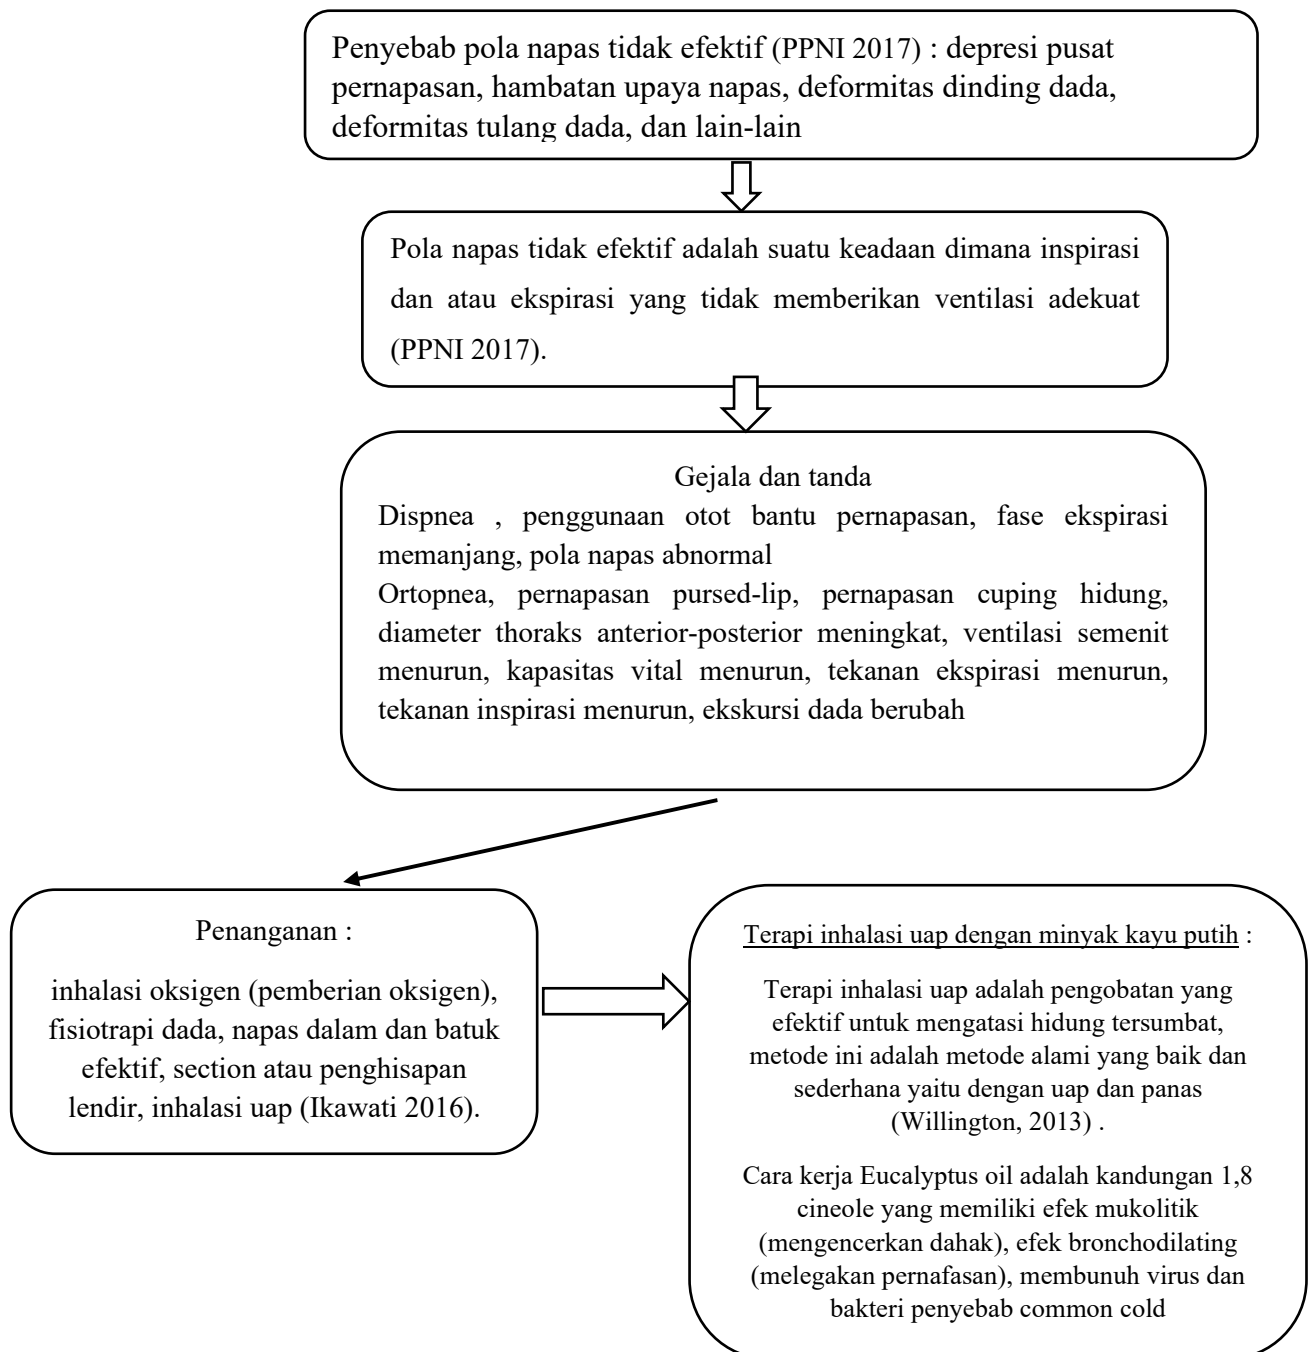 Penyebab pola napas tidak efektif (PPNI 2017) : depresi pusat
pernapasan, hambatan upaya napas, deformitas dinding dada,
deformitas tulang dada, dan lain-lain
Pola napas tidak efektif adalah suatu keadaan dimana inspirasi
dan atau ekspirasi yang tidak memberikan ventilasi adekuat
(PPNI 2017).
Gejala dan tanda
Dispnea , penggunaan otot bantu pernapasan, fase ekspirasi
memanjang, pola napas abnormal
Ortopnea, pernapasan pursed-lip, pernapasan cuping hidung,
diameter thoraks anterior-posterior meningkat, ventilasi semenit
menurun, kapasitas vital menurun, tekanan ekspirasi menurun,
tekanan inspirasi menurun, ekskursi dada berubah
Penanganan :
inhalasi oksigen (pemberian oksigen),
fisiotrapi dada, napas dalam dan batuk
efektif, section atau penghisapan
lendir, inhalasi uap (Ikawati 2016).
Terapi inhalasi uap dengan minyak kayu putih :
Terapi inhalasi uap adalah pengobatan yang
efektif untuk mengatasi hidung tersumbat,
metode ini adalah metode alami yang baik dan
sederhana yaitu dengan uap dan panas
(Willington, 2013) .
Cara kerja Eucalyptus oil adalah kandungan 1,8
cineole yang memiliki efek mukolitik
(mengencerkan dahak), efek bronchodilating
(melegakan pernafasan), membunuh virus dan
bakteri penyebab common cold